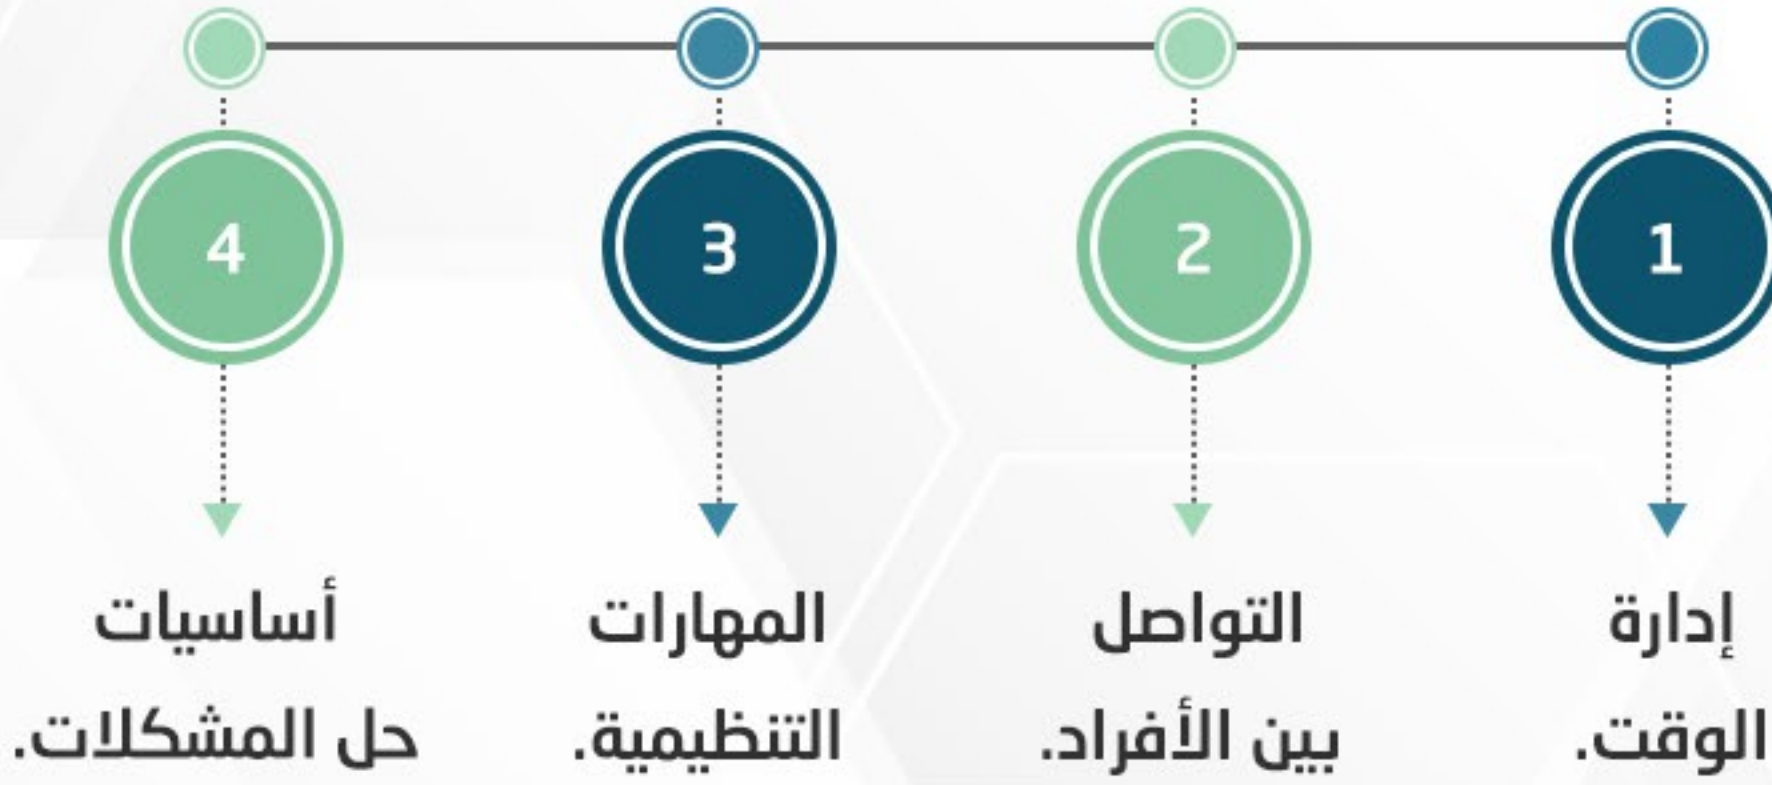 1
إدارة
الوقت.
2
التواصل
بين الأفراد.
3
المهارات
التنظيمية.
4
أساسيات
حل المشكلات.